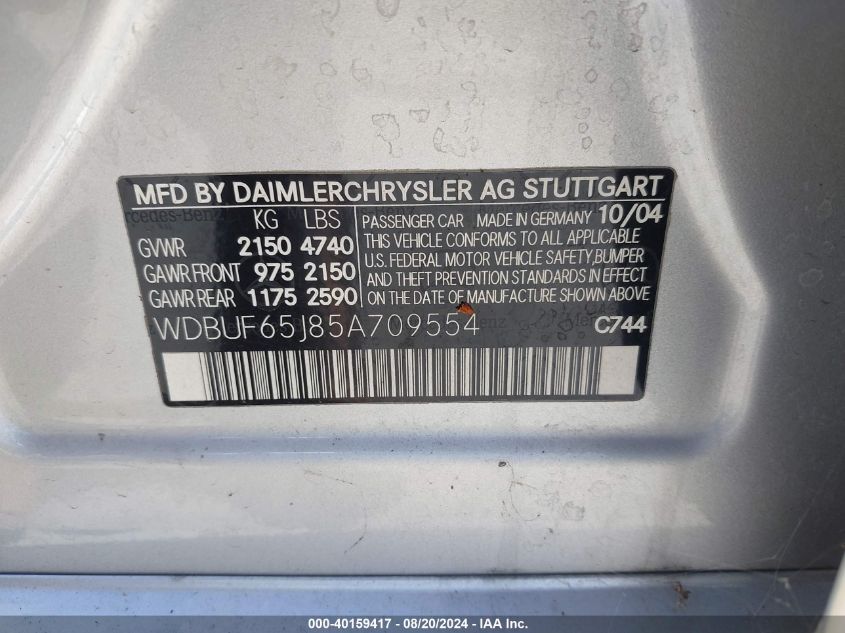 MFD BY DAIMLERCHRYSLER AG STUTTGART
KG LBS
GVWR 2150 4740
GAWR FRONT 975 2150
GAWR REAR 1175 2590
PASSENGER CAR MADE IN GERMANY 10/04
THIS VEHICLE CONFORMS TO ALL APPLICABLE
U.S. FEDERAL MOTOR VEHICLE SAFETY, BUMPER
AND THEFT PREVENTION STANDARDS IN EFFECT
ON THE DATE OF MANUFACTURE SHOWN ABOVE
WDBUF65J85A709554 C744
000-40159417 - 08/20/2024 - IAA Inc.